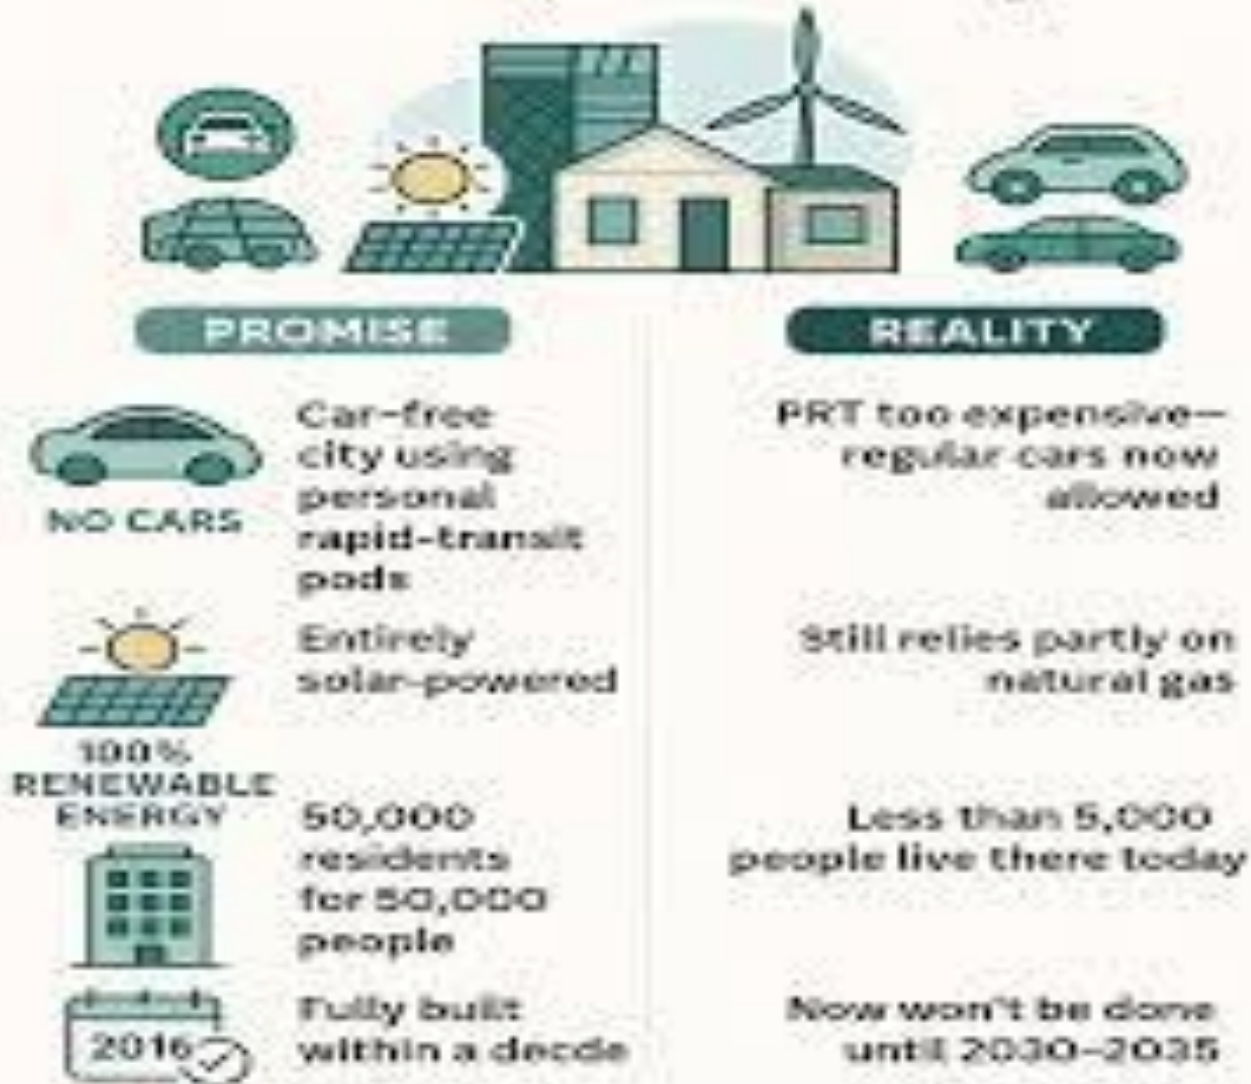 PROMISE
REALITY
NO CARS
Car-free
city using
personal
rapid-transit
pods
PRT too expensive—
regular cars now
allowed
100%
RENEWABLE
ENERGY
Entirely
solar-powered
Still relies partly on
natural gas
50,000
residents
for 50,000
people
Less than 5,000
people live there today
2016
Fully built
within a decde
Now won't be done
until 2030-2035